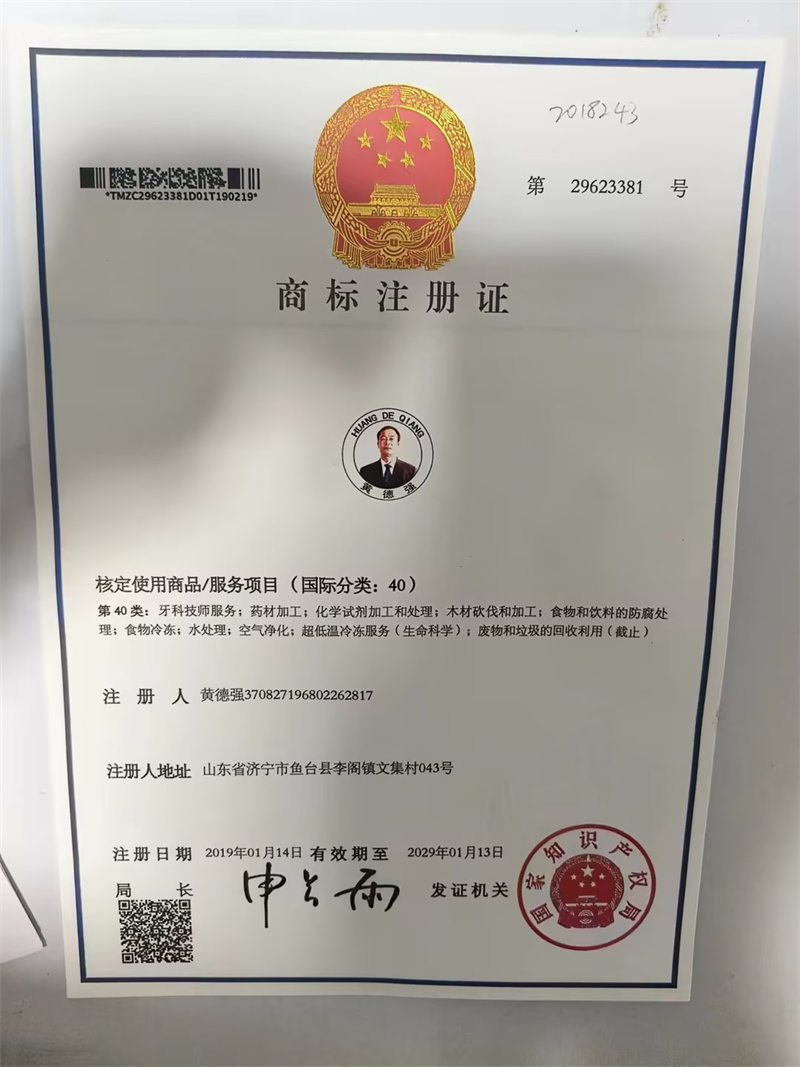 2018243
*TMZC29623381D01T190219*
第 29623381 号
商标注册证
HUANG DE QIANG
黄德强
核定使用商品/服务项目（国际分类：40）
第 40 类：牙科技师服务；药材加工；化学试剂加工和处理；木材砍伐和加工；食物和饮料的防腐处
理；食物冷冻；水处理；空气净化；超低温冷冻服务（生命科学）；废物和垃圾的回收利用（截止）
注 册 人 黄德强370827196802262817
注册人地址 山东省济宁市鱼台县李阁镇文集村043号
注册日期 2019年01月14日 有效期至 2029年01月13日
局 长 申长雨 发证机关
国家知识产权局